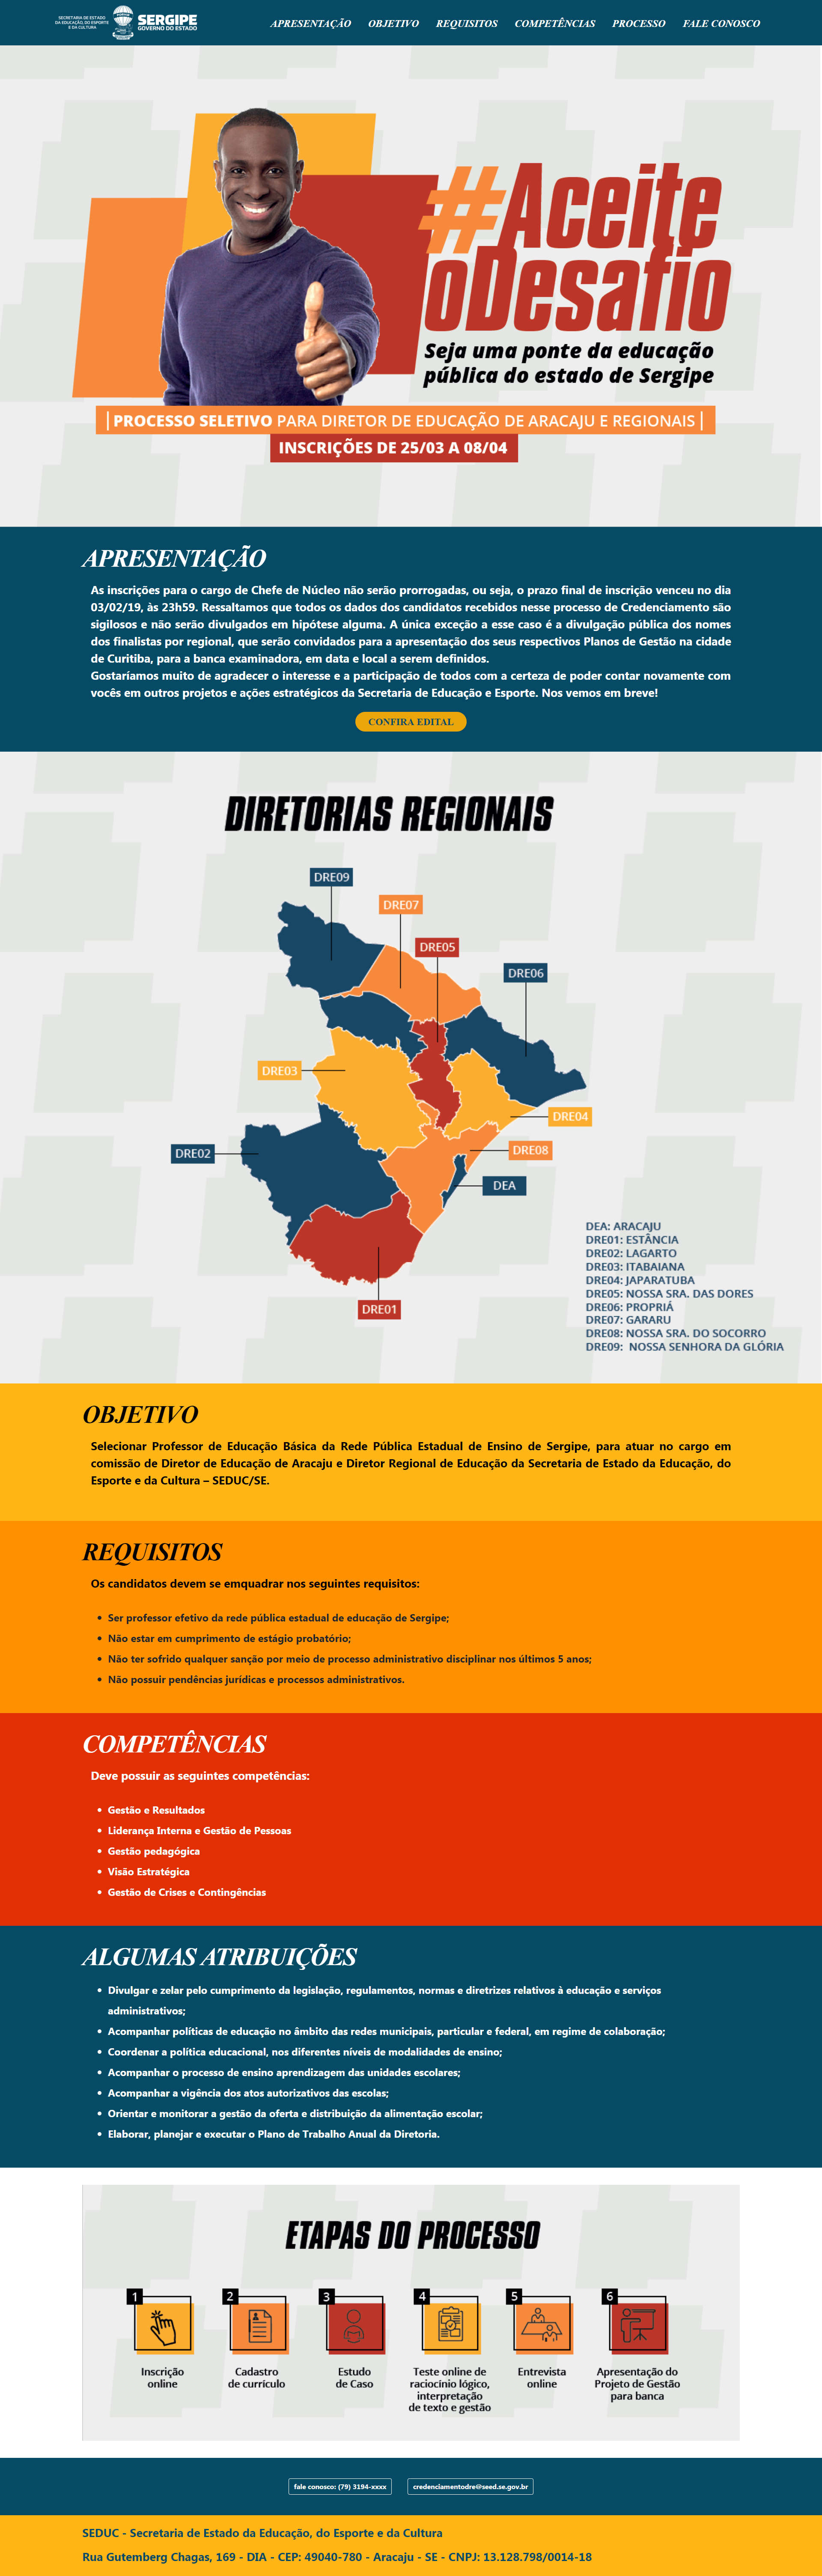 SECRETARIA DE ESTADO
DA EDUCAÇÃO, DO ESPORTE
E DA CULTURA
SERGIPE
GOVERNO DO ESTADO
APRESENTAÇÃO OBJETIVO REQUISITOS COMPETÊNCIAS PROCESSO FALE CONOSCO
#Aceite
oDesafio
Seja uma ponte da educação
pública do estado de Sergipe
PROCESSO SELETIVO PARA DIRETOR DE EDUCAÇÃO DE ARACAJU E REGIONAIS
INSCRIÇÕES DE 25/03 A 08/04
APRESENTAÇÃO
As inscrições para o cargo de Chefe de Núcleo não serão prorrogadas, ou seja, o prazo final de inscrição venceu no dia
03/02/19, às 23h59. Ressaltamos que todos os dados dos candidatos recebidos nesse processo de Credenciamento são
sigilosos e não serão divulgados em hipótese alguma. A única exceção a esse caso é a divulgação pública dos nomes
dos finalistas por regional, que serão convidados para a apresentação dos seus respectivos Planos de Gestão na cidade
de Curitiba, para a banca examinadora, em data e local a serem definidos.
Gostaríamos muito de agradecer o interesse e a participação de todos com a certeza de poder contar novamente com
vocês em outros projetos e ações estratégicos da Secretaria de Educação e Esporte. Nos vemos em breve!
CONFIRA EDITAL
DIRETORIAS REGIONAIS
DRE09
DRE07
DRE05
DRE06
DRE03
DRE04
DRE08
DRE02
DEA
DRE01
DEA: ARACAJU
DRE01: ESTÂNCIA
DRE02: LAGARTO
DRE03: ITABAIANA
DRE04: JAPARATUBA
DRE05: NOSSA SRA. DAS DORES
DRE06: PROPRIÁ
DRE07: GARARU
DRE08: NOSSA SRA. DO SOCORRO
DRE09: NOSSA SENHORA DA GLÓRIA
OBJETIVO
Selecionar Professor de Educação Básica da Rede Pública Estadual de Ensino de Sergipe, para atuar no cargo em
comissão de Diretor de Educação de Aracaju e Diretor Regional de Educação da Secretaria de Estado da Educação, do
Esporte e da Cultura – SEDUC/SE.
REQUISITOS
Os candidatos devem se emquadrar nos seguintes requisitos:
• Ser professor efetivo da rede pública estadual de educação de Sergipe;
• Não estar em cumprimento de estágio probatório;
• Não ter sofrido qualquer sanção por meio de processo administrativo disciplinar nos últimos 5 anos;
• Não possuir pendências jurídicas e processos administrativos.
COMPETÊNCIAS
Deve possuir as seguintes competências:
• Gestão e Resultados
• Liderança Interna e Gestão de Pessoas
• Gestão pedagógica
• Visão Estratégica
• Gestão de Crises e Contingências
ALGUMAS ATRIBUIÇÕES
• Divulgar e zelar pelo cumprimento da legislação, regulamentos, normas e diretrizes relativos à educação e serviços
administrativos;
• Acompanhar políticas de educação no âmbito das redes municipais, particular e federal, em regime de colaboração;
• Coordenar a política educacional, nos diferentes níveis de modalidades de ensino;
• Acompanhar o processo de ensino aprendizagem das unidades escolares;
• Acompanhar a vigência dos atos autorizativos das escolas;
• Orientar e monitorar a gestão da oferta e distribuição da alimentação escolar;
• Elaborar, planejar e executar o Plano de Trabalho Anual da Diretoria.
ETAPAS DO PROCESSO
1
Inscrição
online
2
Cadastro
de currículo
3
Estudo
de Caso
4
Teste online de
raciocínio lógico,
interpretação
de texto e gestão
5
Entrevista
online
6
Apresentação do
Projeto de Gestão
para banca
fale conosco: (79) 3194-xxxx credenciamentodre@seed.se.gov.br
SEDUC - Secretaria de Estado da Educação, do Esporte e da Cultura
Rua Gutemberg Chagas, 169 - DIA - CEP: 49040-780 - Aracaju - SE - CNPJ: 13.128.798/0014-18